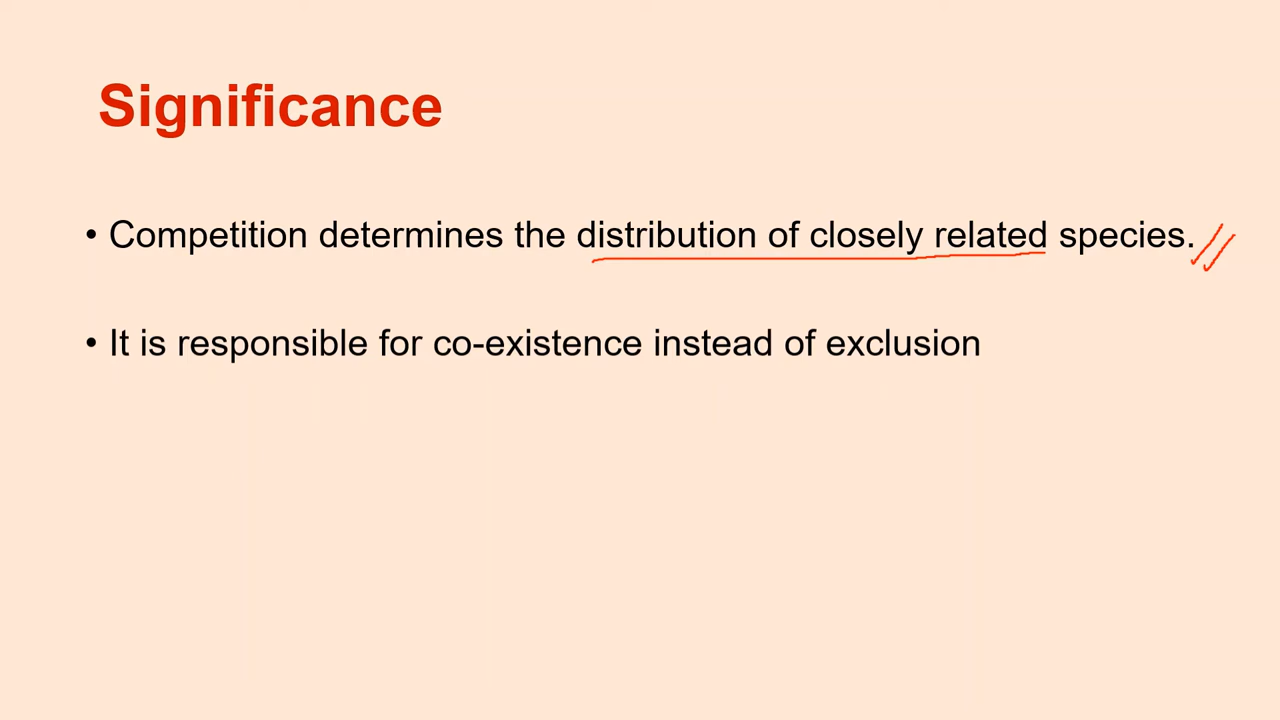 Significance
• Competition determines the distribution of closely related species.
• It is responsible for co-existence instead of exclusion